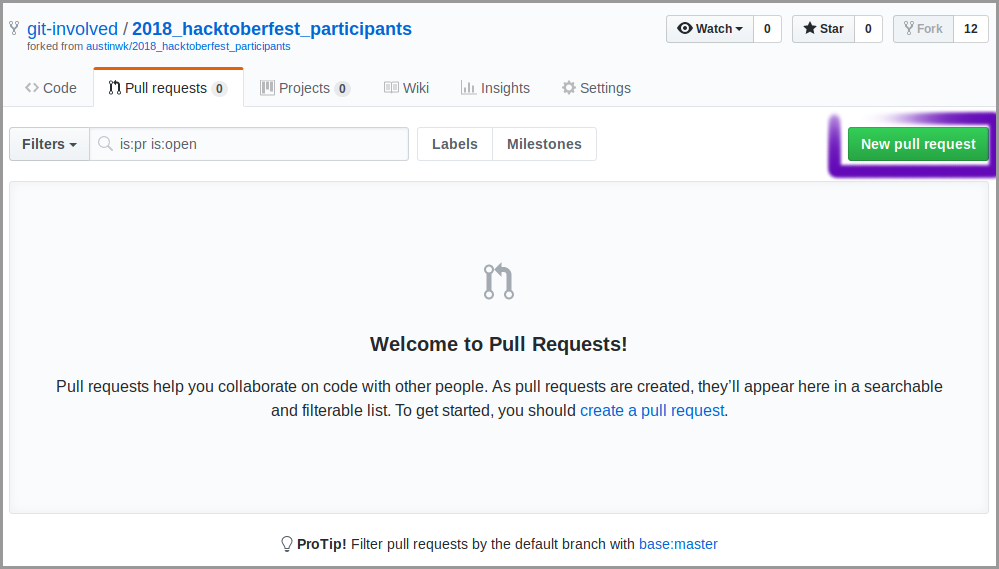 git-involved / 2018_hacktoberfest_participants
forked from austinwk/2018_hacktoberfest_participants
Watch 0 Star 0 Fork 12
Code Pull requests 0 Projects 0 Wiki Insights Settings
Filters is:pr is:open Labels Milestones New pull request
Welcome to Pull Requests!
Pull requests help you collaborate on code with other people. As pull requests are created, they’ll appear here in a searchable
and filterable list. To get started, you should create a pull request.
ProTip! Filter pull requests by the default branch with base:master